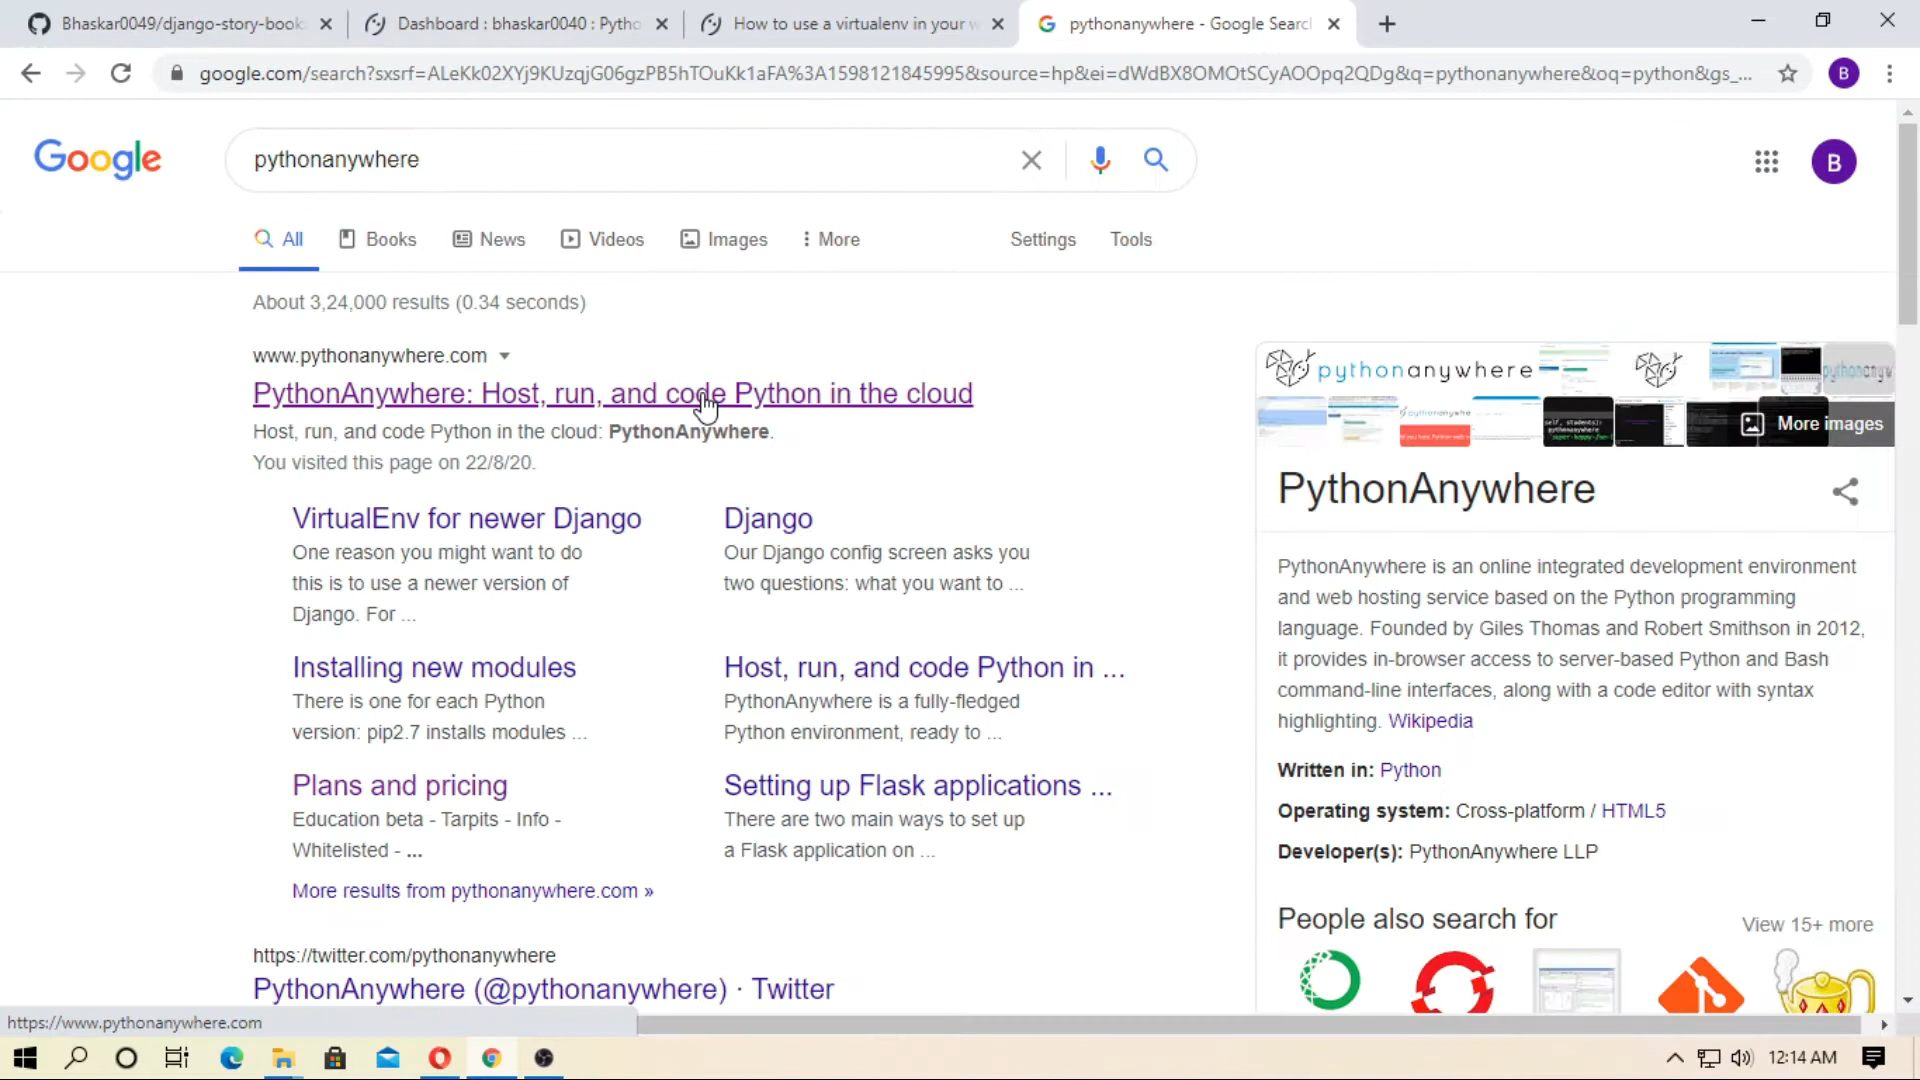 Bhaskar0049/django-story-book
Dashboard : bhaskar0040 : Pytho
How to use a virtualenv in your w
pythonanywhere - Google Search
google.com/search?sxsrf=ALeKk02XYj9KUzqjG06gzPB5hTOuKk1aFA%3A1598121845995&source=hp&ei=dWdBX8OMOtSCyAOOpq2QDg&q=pythonanywhere&oq=python&gs_...
B
Google
pythonanywhere
B
All
Books
News
Videos
Images
More
Settings
Tools
About 3,24,000 results (0.34 seconds)
www.pythonanywhere.com
PythonAnywhere: Host, run, and code Python in the cloud
Host, run, and code Python in the cloud: PythonAnywhere.
You visited this page on 22/8/20.
VirtualEnv for newer Django
One reason you might want to do
this is to use a newer version of
Django. For ...
Django
Our Django config screen asks you
two questions: what you want to ...
Installing new modules
There is one for each Python
version: pip2.7 installs modules ...
Host, run, and code Python in ...
PythonAnywhere is a fully-fledged
Python environment, ready to ...
Plans and pricing
Education beta - Tarpits - Info -
Whitelisted - ...
Setting up Flask applications ...
There are two main ways to set up
a Flask application on ...
More results from pythonanywhere.com »
https://twitter.com/pythonanywhere
PythonAnywhere (@pythonanywhere) · Twitter
pythonanywhere
More images
PythonAnywhere
PythonAnywhere is an online integrated development environment
and web hosting service based on the Python programming
language. Founded by Giles Thomas and Robert Smithson in 2012,
it provides in-browser access to server-based Python and Bash
command-line interfaces, along with a code editor with syntax
highlighting. Wikipedia
Written in: Python
Operating system: Cross-platform / HTML5
Developer(s): PythonAnywhere LLP
People also search for
View 15+ more
https://www.pythonanywhere.com
12:14 AM